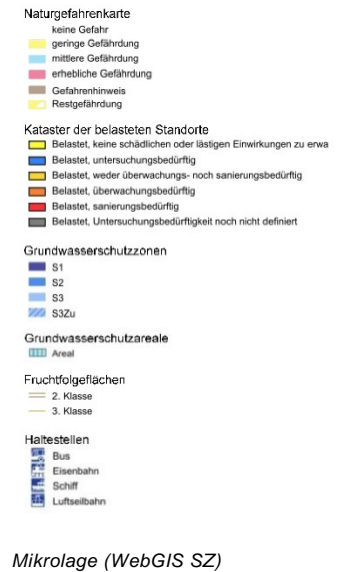 Naturgefahrenkarte
keine Gefahr
geringe Gefährdung
mittlere Gefährdung
erhebliche Gefährdung
Gefahrenhinweis
Restgefährdung
Kataster der belasteten Standorte
Belastet, keine schädlichen oder lästigen Einwirkungen zu erwa
Belastet, untersuchungsbedürftig
Belastet, weder überwachungs- noch sanierungsbedürftig
Belastet, überwachungsbedürftig
Belastet, sanierungsbedürftig
Belastet, Untersuchungsbedürftigkeit noch nicht definiert
Grundwasserschutzzonen
S1
S2
S3
S3Zu
Grundwasserschutzareale
Areal
Fruchtfolgeflächen
2. Klasse
3. Klasse
Haltestellen
Bus
Eisenbahn
Schiff
Luftseilbahn
Mikrolage (WebGIS SZ)